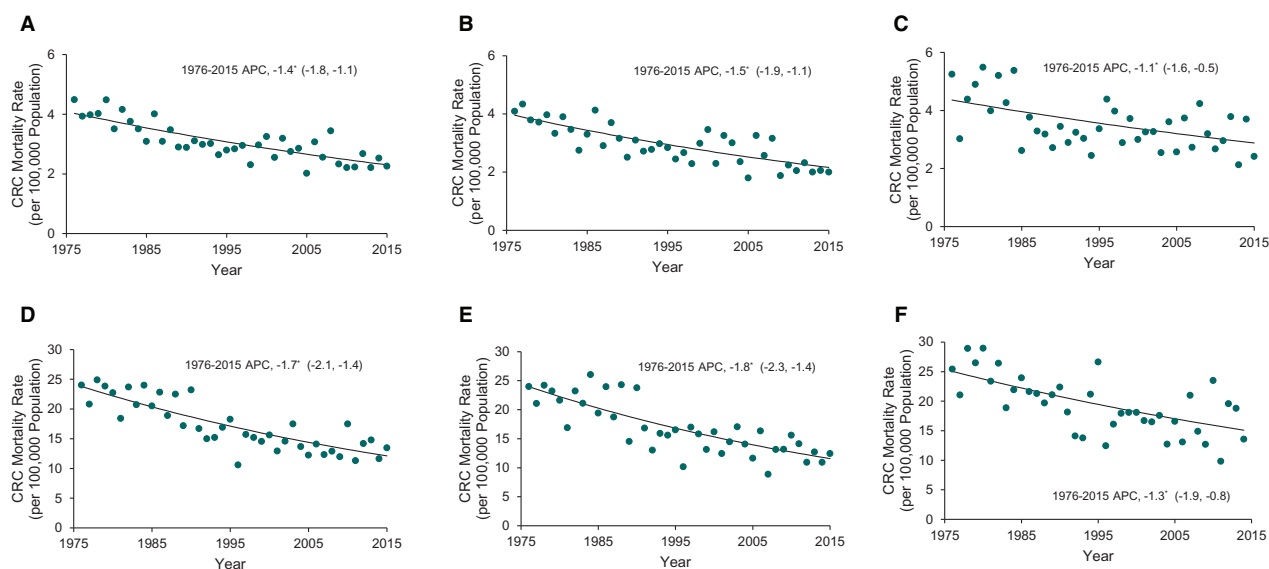 A
CRC Mortality Rate
(per 100,000 Population)
6
4
2
0
1976-2015 APC, -1.4* (-1.8, -1.1)
1975 1985 1995 2005 2015
Year
B
CRC Mortality Rate
(per 100,000 Population)
6
4
2
0
1976-2015 APC, -1.5* (-1.9, -1.1)
1975 1985 1995 2005 2015
Year
C
CRC Mortality Rate
(per 100,000 Population)
6
4
2
0
1976-2015 APC, -1.1* (-1.6, -0.5)
1975 1985 1995 2005 2015
Year
D
CRC Mortality Rate
(per 100,000 Population)
30
25
20
15
10
5
0
1976-2015 APC, -1.7* (-2.1, -1.4)
1975 1985 1995 2005 2015
Year
E
CRC Mortality Rate
(per 100,000 Population)
25
20
15
10
5
0
1976-2015 APC, -1.8* (-2.3, -1.4)
1975 1985 1995 2005 2015
Year
F
CRC Mortality Rate
(per 100,000 Population)
30
25
20
15
10
5
0
1976-2015 APC, -1.3* (-1.9, -0.8)
1975 1985 1995 2005 2015
Year